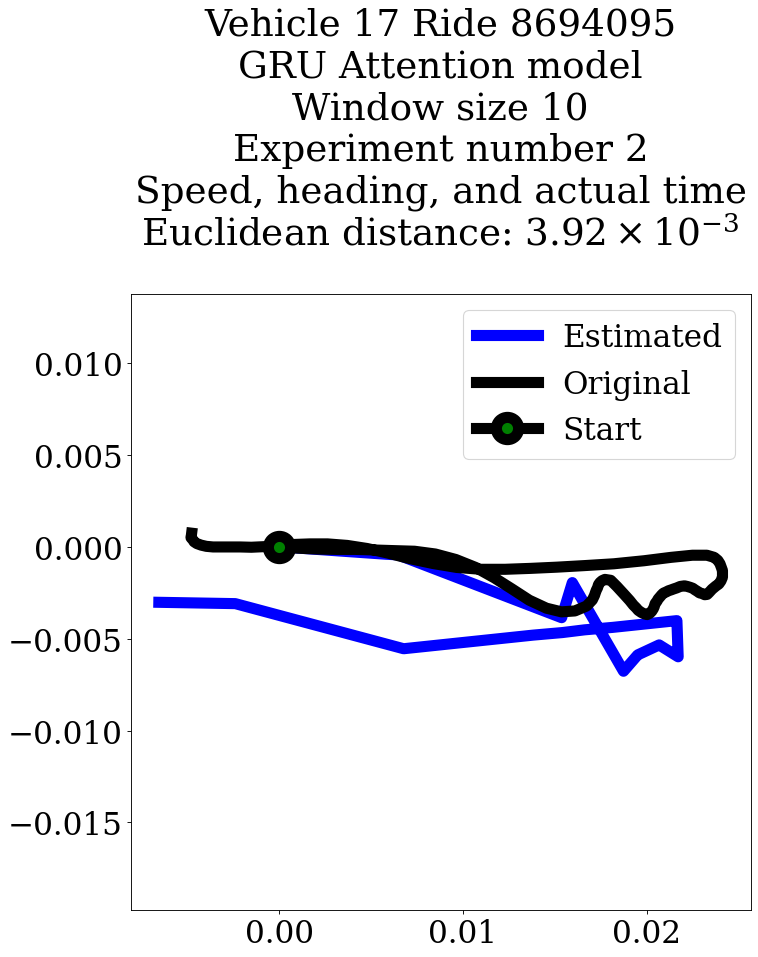 Vehicle 17 Ride 8694095
GRU Attention model
Window size 10
Experiment number 2
Speed, heading, and actual time
Euclidean distance: 3.92 × 10⁻³
Estimated
Original
Start
0.010
0.005
0.000
−0.005
−0.010
−0.015
0.00
0.01
0.02